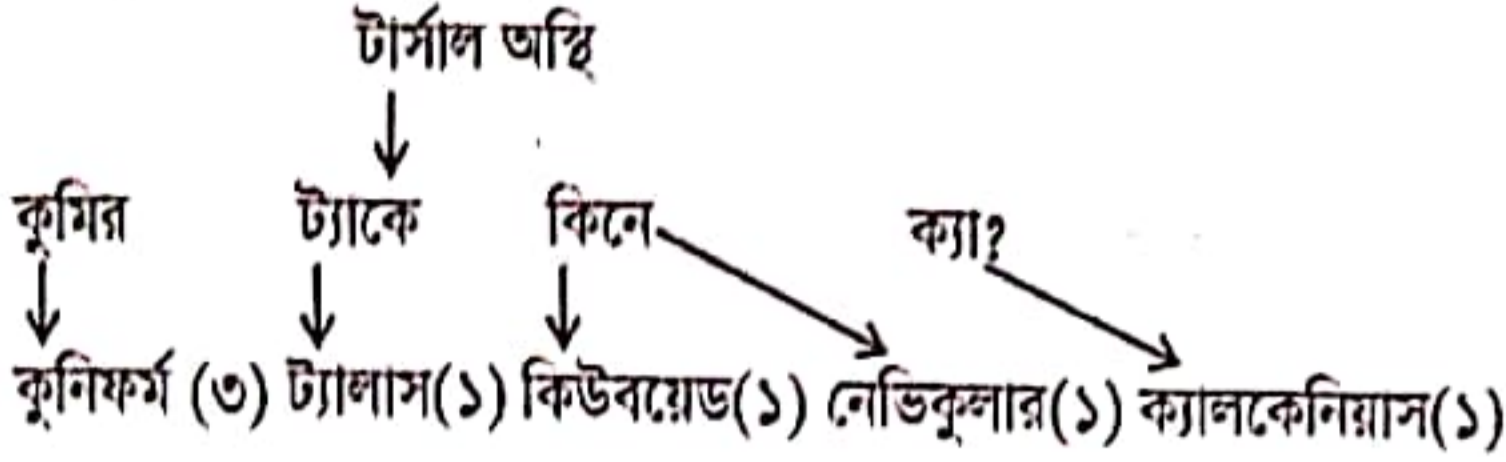 টার্সাল অস্থি
কুমির ট্যাকে কিনে ক্যা?
কুনিফর্ম (৩) ট্যালাস(১) কিউবয়েড(১) নেভিকুলার(১) ক্যালকেনিয়াস(১)